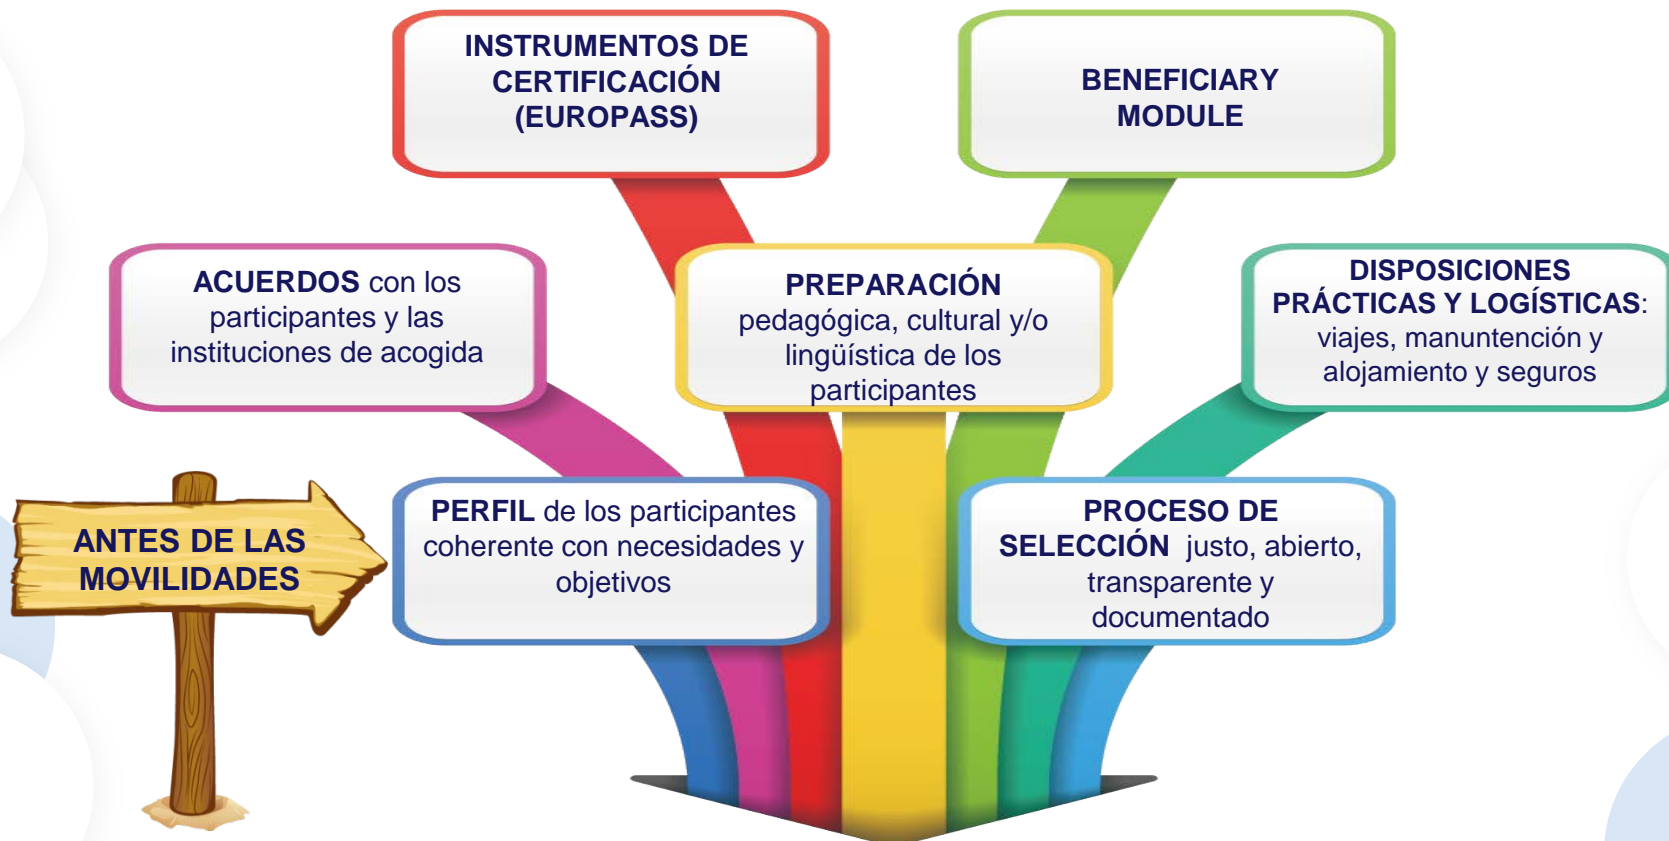 INSTRUMENTOS DE
CERTIFICACIÓN
(EUROPASS)
BENEFICIARY
MODULE
ACUERDOS con los
participantes y las
instituciones de acogida
PREPARACIÓN
pedagógica, cultural y/o
lingüística de los
participantes
DISPOSICIONES
PRÁCTICAS Y LOGÍSTICAS:
viajes, manuntención y
alojamiento y seguros
ANTES DE LAS
MOVILIDADES
PERFIL de los participantes
coherente con necesidades y
objetivos
PROCESO DE
SELECCIÓN justo, abierto,
transparente y
documentado